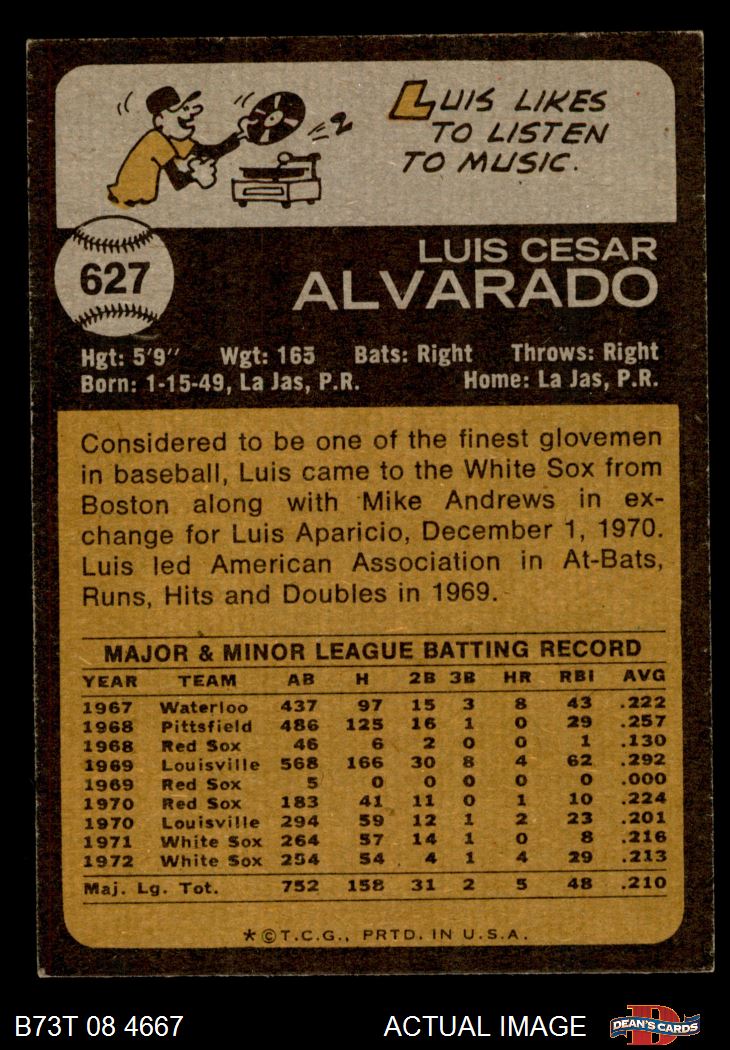 LUIS LIKES
TO LISTEN
TO MUSIC.
627
LUIS CESAR
ALVARADO
Hgt: 5'9" Wgt: 165 Bats: Right Throws: Right
Born: 1-15-49, La Jas, P.R. Home: La Jas, P.R.
Considered to be one of the finest glovemen
in baseball, Luis came to the White Sox from
Boston along with Mike Andrews in ex-
change for Luis Aparicio, December 1, 1970.
Luis led American Association in At-Bats,
Runs, Hits and Doubles in 1969.
MAJOR & MINOR LEAGUE BATTING RECORD
YEAR TEAM AB H 2B 3B HR RBI AVG
1967 Waterloo 437 97 15 3 8 43 .222
1968 Pittsfield 486 125 16 1 0 29 .257
1968 Red Sox 46 6 2 0 0 1 .130
1969 Louisville 568 166 30 8 4 62 .292
1969 Red Sox 5 0 0 0 0 0 .000
1970 Red Sox 183 41 11 0 1 10 .224
1970 Louisville 294 59 12 1 2 23 .201
1971 White Sox 264 57 14 1 0 8 .216
1972 White Sox 254 54 4 1 4 29 .213
Maj. Lg. Tot. 752 158 31 2 5 48 .210
*©T.C.G., PRTD. IN U.S.A.
B73T 08 4667 ACTUAL IMAGE DEAN'S CARDS